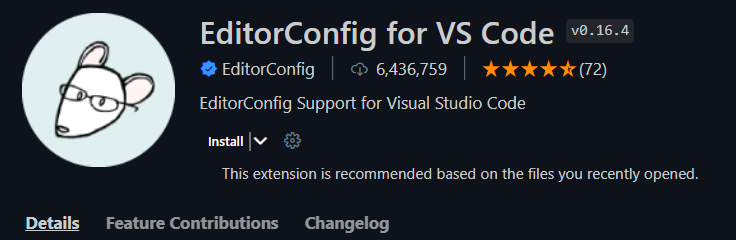 EditorConfig for VS Code v0.16.4
EditorConfig 6,436,759 (72)
EditorConfig Support for Visual Studio Code
Install
This extension is recommended based on the files you recently opened.
Details Feature Contributions Changelog